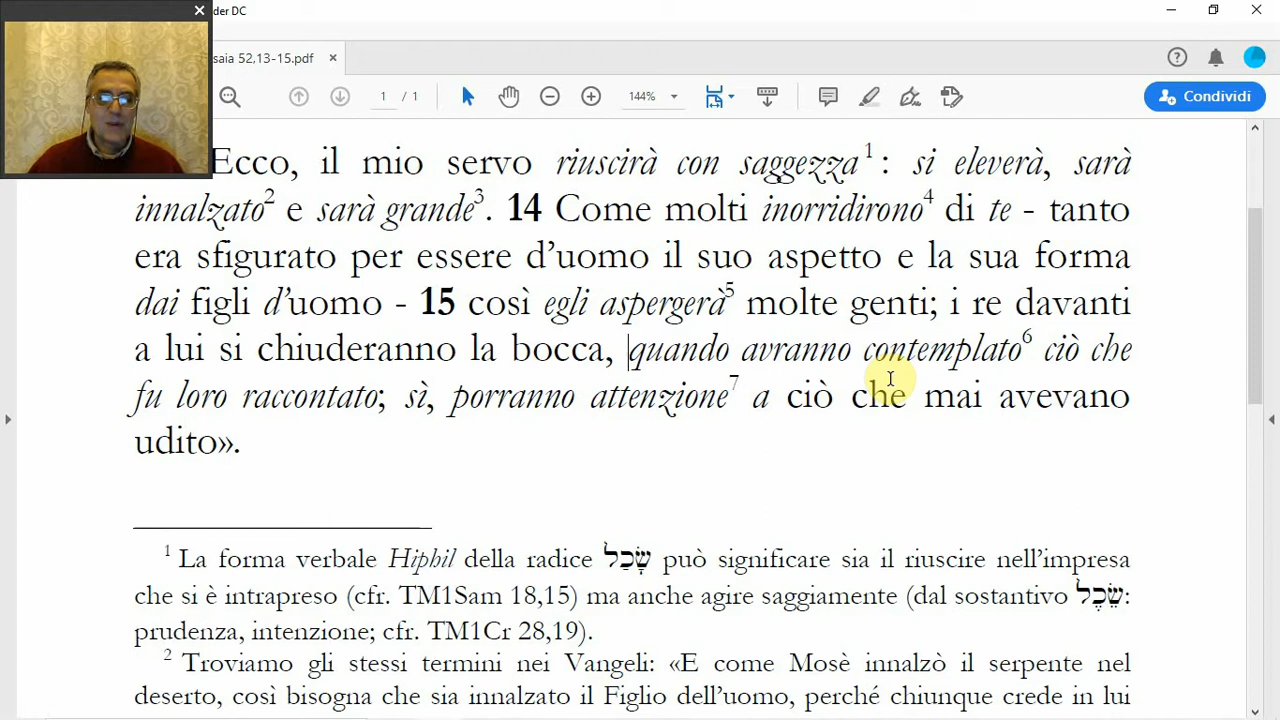 der DC
saia 52,13-15.pdf
1 / 1
144%
Condividi
Ecco, il mio servo riuscirà con saggezza1: si eleverà, sarà
innalzato2 e sarà grande3. 14 Come molti inorridirono4 di te - tanto
era sfigurato per essere d’uomo il suo aspetto e la sua forma
dai figli d’uomo - 15 così egli aspergerà5 molte genti; i re davanti
a lui si chiuderanno la bocca, quando avranno contemplato6 ciò che
fu loro raccontato; sì, porranno attenzione7 a ciò che mai avevano
udito».
1 La forma verbale Hiphil della radice שָׂכַל può significare sia il riuscire nell’impresa
che si è intrapreso (cfr. TM1Sam 18,15) ma anche agire saggiamente (dal sostantivo שֵׂכֶל:
prudenza, intenzione; cfr. TM1Cr 28,19).
2 Troviamo gli stessi termini nei Vangeli: «E come Mosè innalzò il serpente nel
deserto, così bisogna che sia innalzato il Figlio dell’uomo, perché chiunque crede in lui